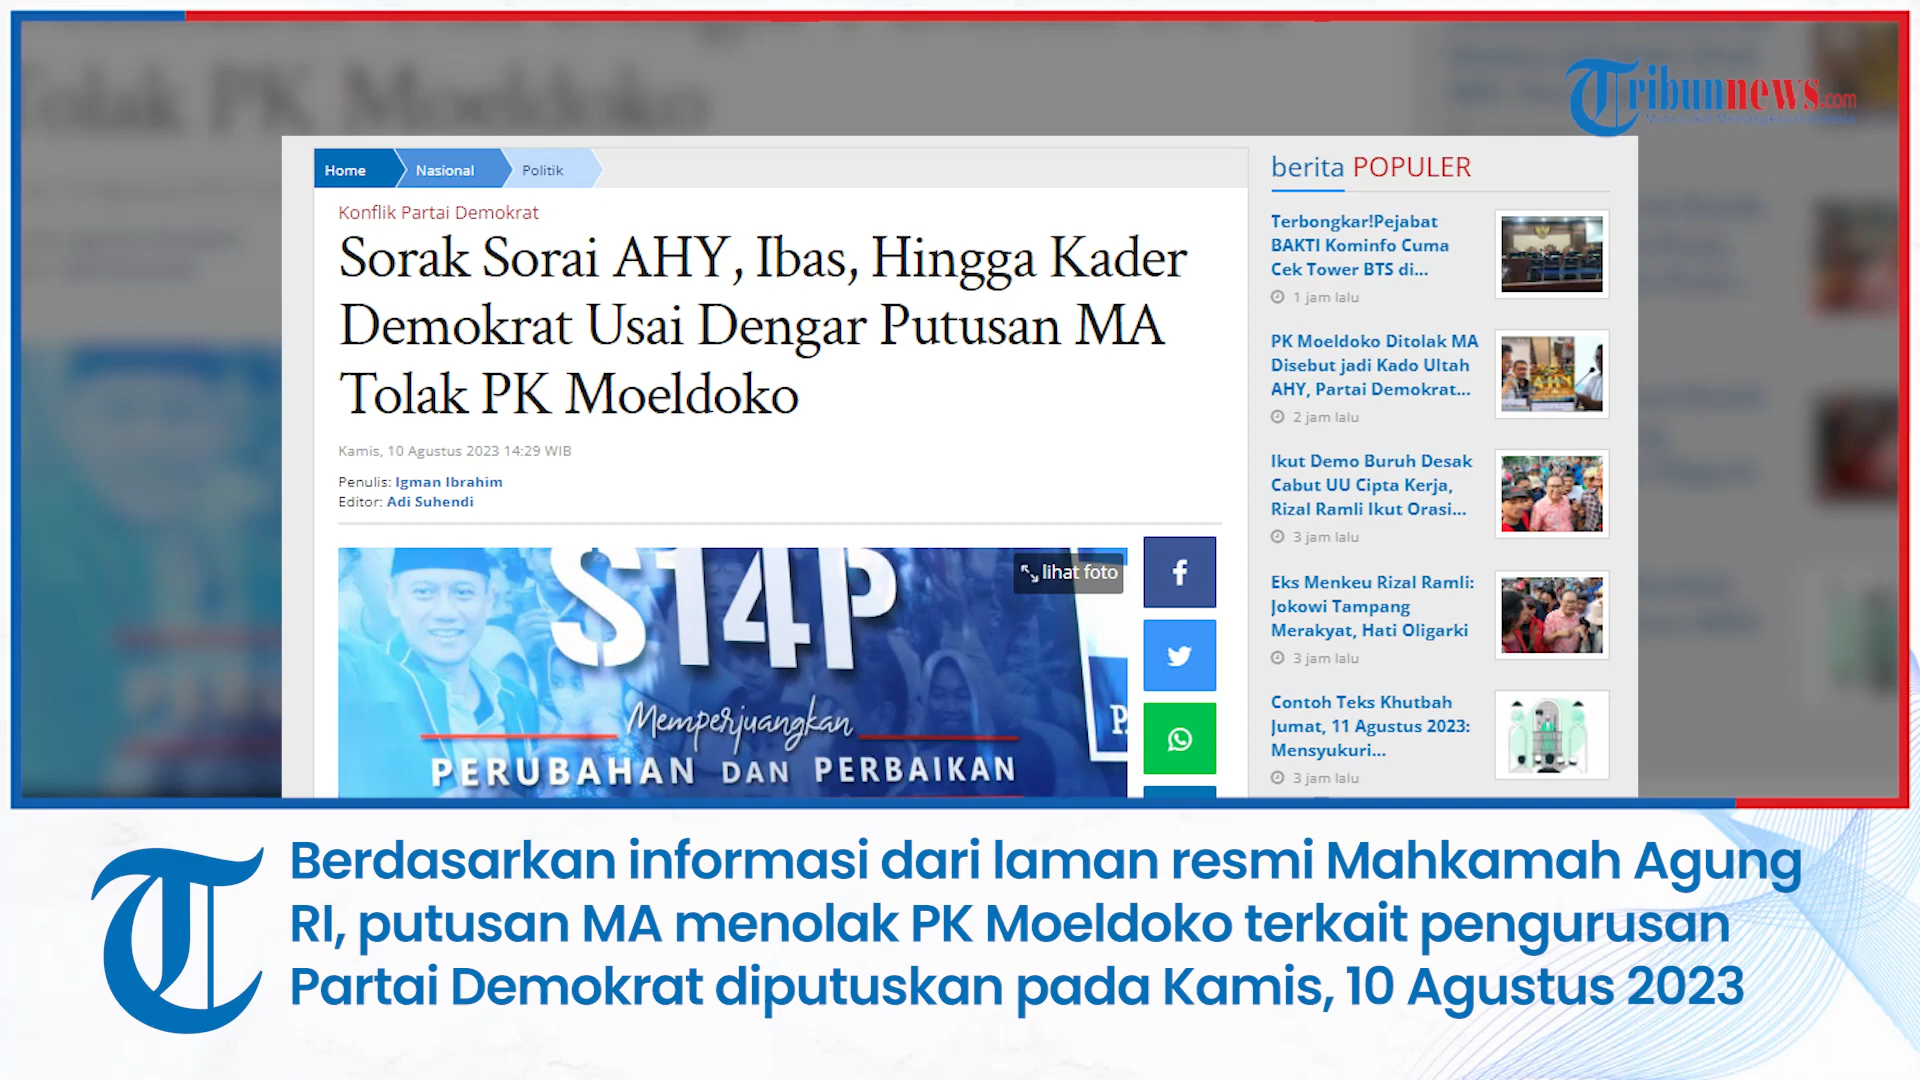 Tolak PK Moeldoko
Tribunnews.com
Home
Nasional
Politik
Konflik Partai Demokrat
Sorak Sorai AHY, Ibas, Hingga Kader
Demokrat Usai Dengar Putusan MA
Tolak PK Moeldoko
Kamis, 10 Agustus 2023 14:29 WIB
Penulis: Igman Ibrahim
Editor: Adi Suhendi
S14P
lihat foto
Memperjuangkan
PERUBAHAN DAN PERBAIKAN
berita POPULER
Terbongkar!Pejabat
BAKTI Kominfo Cuma
Cek Tower BTS di...
1 jam lalu
PK Moeldoko Ditolak MA
Disebut jadi Kado Ultah
AHY, Partai Demokrat...
2 jam lalu
Ikut Demo Buruh Desak
Cabut UU Cipta Kerja,
Rizal Ramli Ikut Orasi...
3 jam lalu
Eks Menkeu Rizal Ramli:
Jokowi Tampang
Merakyat, Hati Oligarki
3 jam lalu
Contoh Teks Khutbah
Jumat, 11 Agustus 2023:
Mensyukuri...
3 jam lalu
Berdasarkan informasi dari laman resmi Mahkamah Agung
RI, putusan MA menolak PK Moeldoko terkait pengurusan
Partai Demokrat diputuskan pada Kamis, 10 Agustus 2023